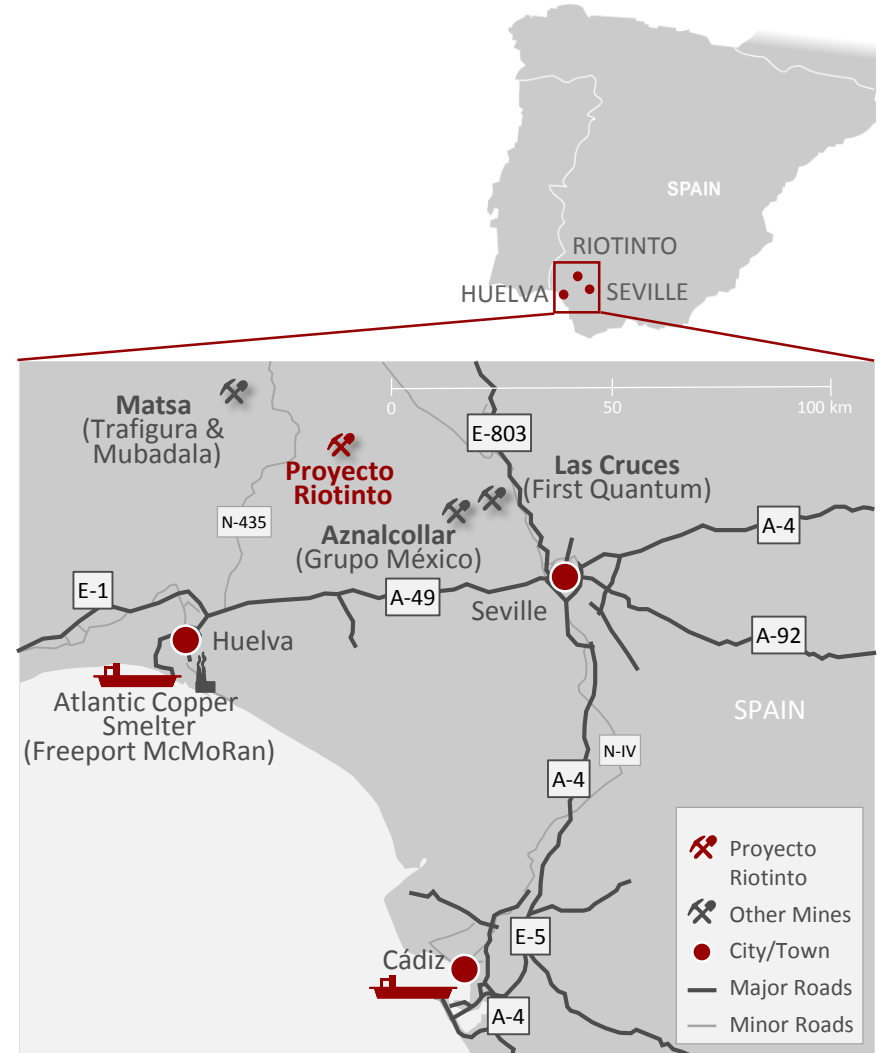 SPAIN
RIOTINTO
HUELVA
SEVILLE
Matsa
(Trafigura &
Mubadala)
0
50
100 km
E-803
Proyecto
Riotinto
Las Cruces
(First Quantum)
N-435
Aznalcollar
(Grupo México)
A-4
E-1
A-49
Seville
Huelva
A-92
Atlantic Copper
Smelter
(Freeport McMoRan)
SPAIN
N-IV
A-4
Proyecto
Riotinto
Other Mines
E-5
City/Town
Cádiz
Major Roads
A-4
Minor Roads